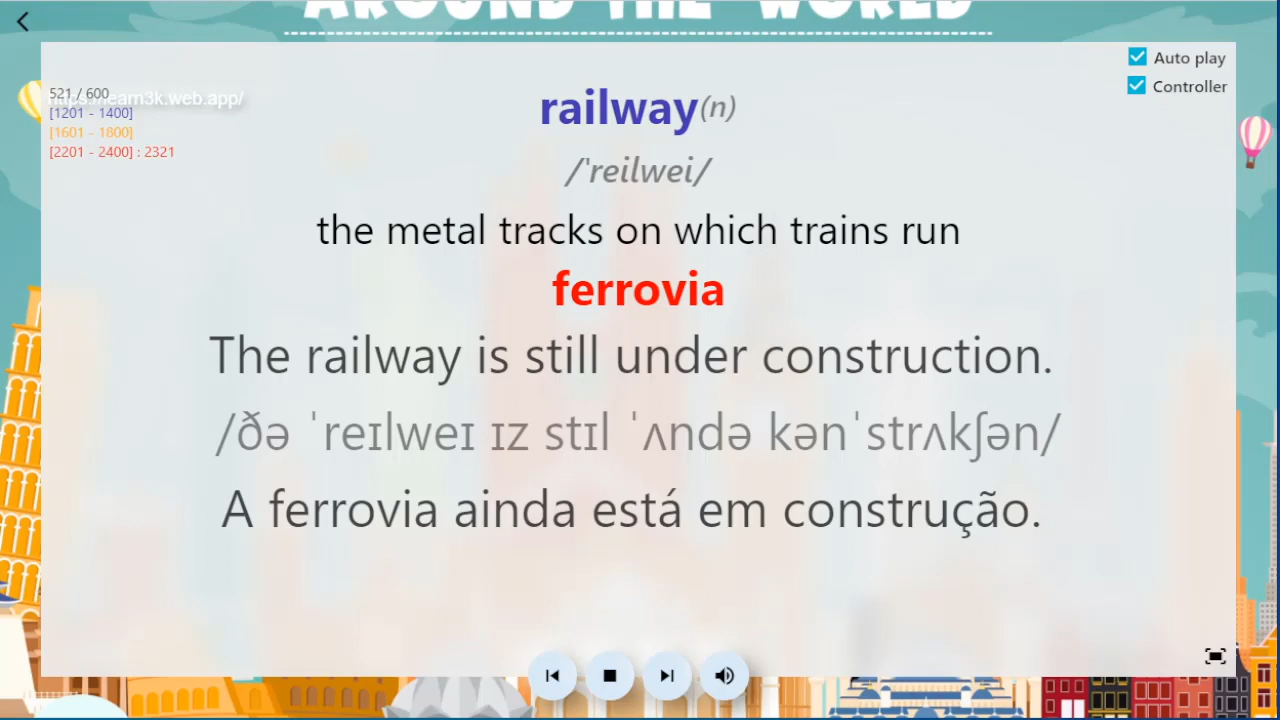 AROUND THE WORLD
Auto play
Controller
521 / 600
https://learn3k.web.app/
[1201 - 1400]
[1601 - 1800]
[2201 - 2400] : 2321
railway(n)
/'reilwei/
the metal tracks on which trains run
ferrovia
The railway is still under construction.
/ðə ˈreɪlweɪ ɪz stɪl ˈʌndə kənˈstrʌkʃən/
A ferrovia ainda está em construção.